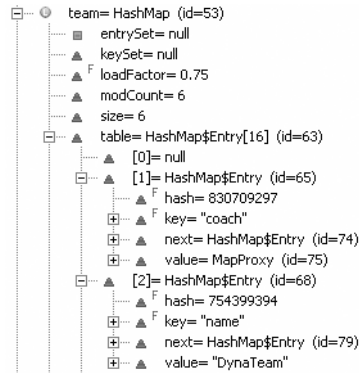 team= HashMap (id=53)
entrySet= null
keySet= null
F loadFactor= 0.75
modCount= 6
size= 6
table= HashMap$Entry[16] (id=63)
[0]= null
[1]= HashMap$Entry (id=65)
F hash= 830709297
F key= "coach"
next= HashMap$Entry (id=74)
value= MapProxy (id=75)
[2]= HashMap$Entry (id=68)
F hash= 754399394
F key= "name"
next= HashMap$Entry (id=79)
value= "DynaTeam"